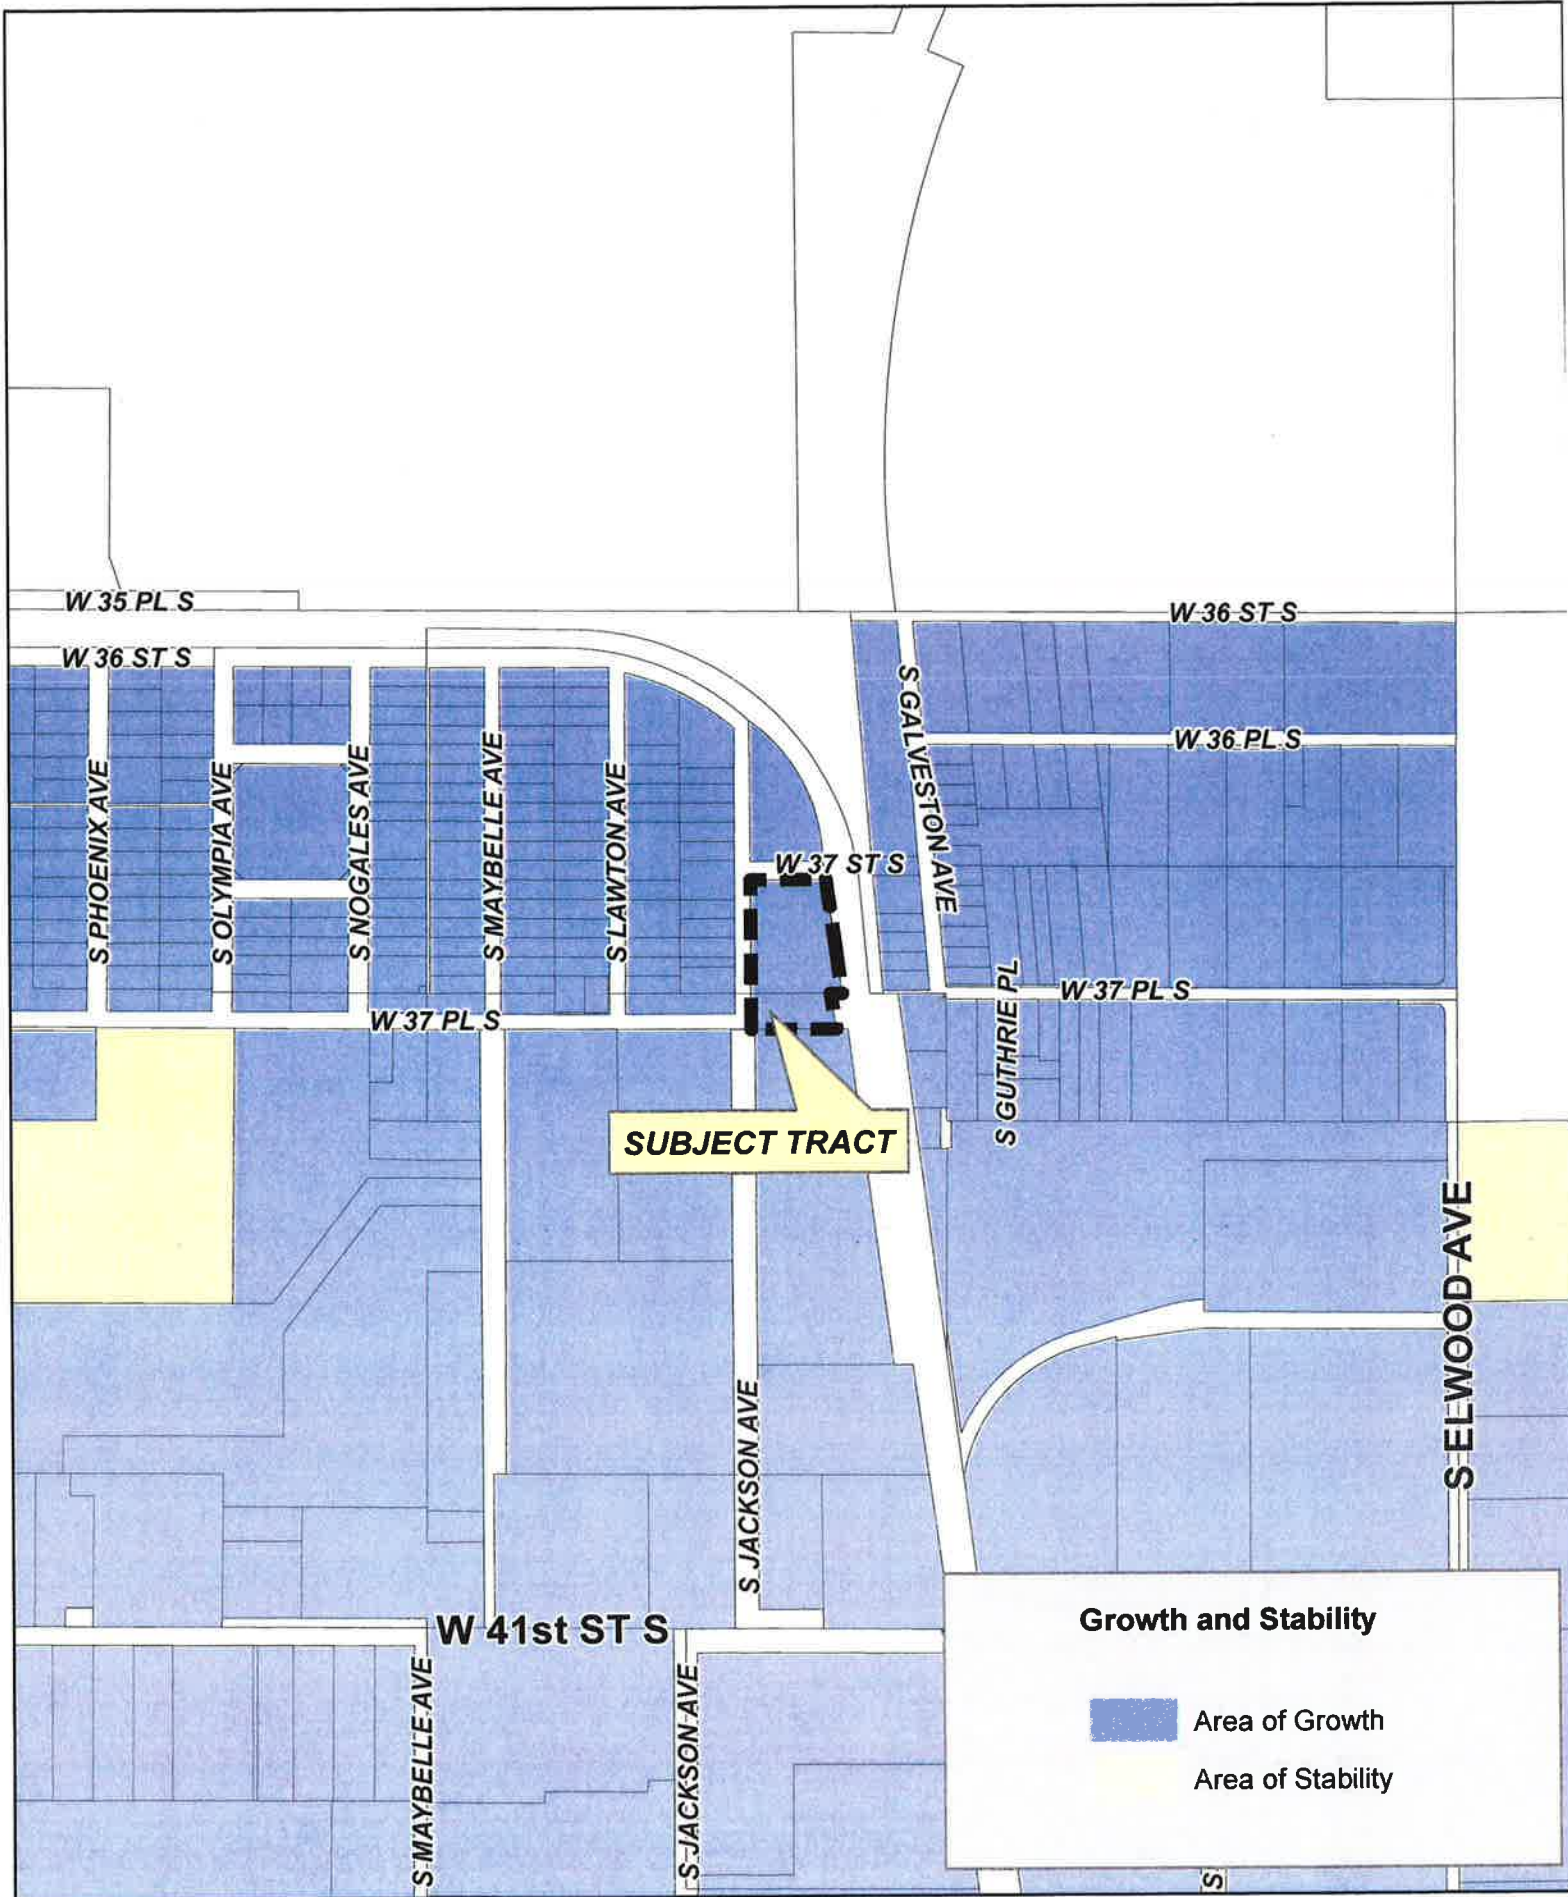 W 35 PL S
W 36 ST S
W 36 ST S
W 36 PL S
S PHOENIX AVE
S OLYMPIA AVE
S NOGALES AVE
S MAYBELLE AVE
S LAWTON AVE
S GALVESTON AVE
W 37 ST S
W 37 PL S
W 37 PL S
S GUTHRIE PL
SUBJECT TRACT
S ELWOOD AVE
S JACKSON AVE
W 41st ST S
S MAYBELLE AVE
S JACKSON AVE
Growth and Stability
Area of Growth
Area of Stability
S